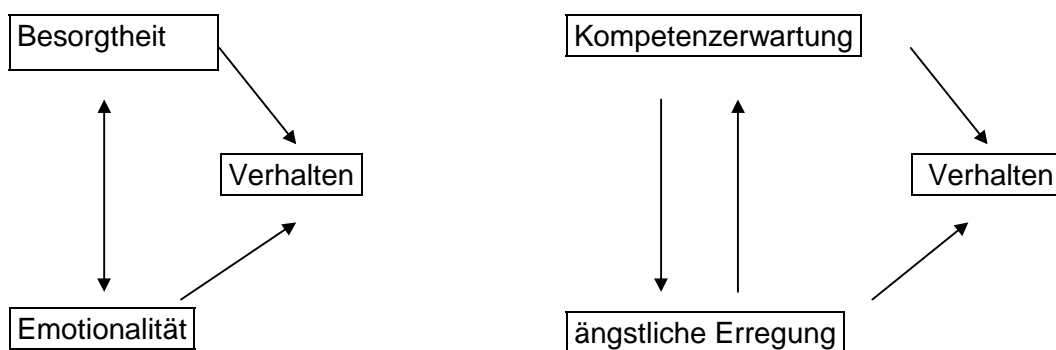 Besorgtheit
Kompetenzerwartung
Verhalten
Verhalten
Emotionalität
ängstliche Erregung